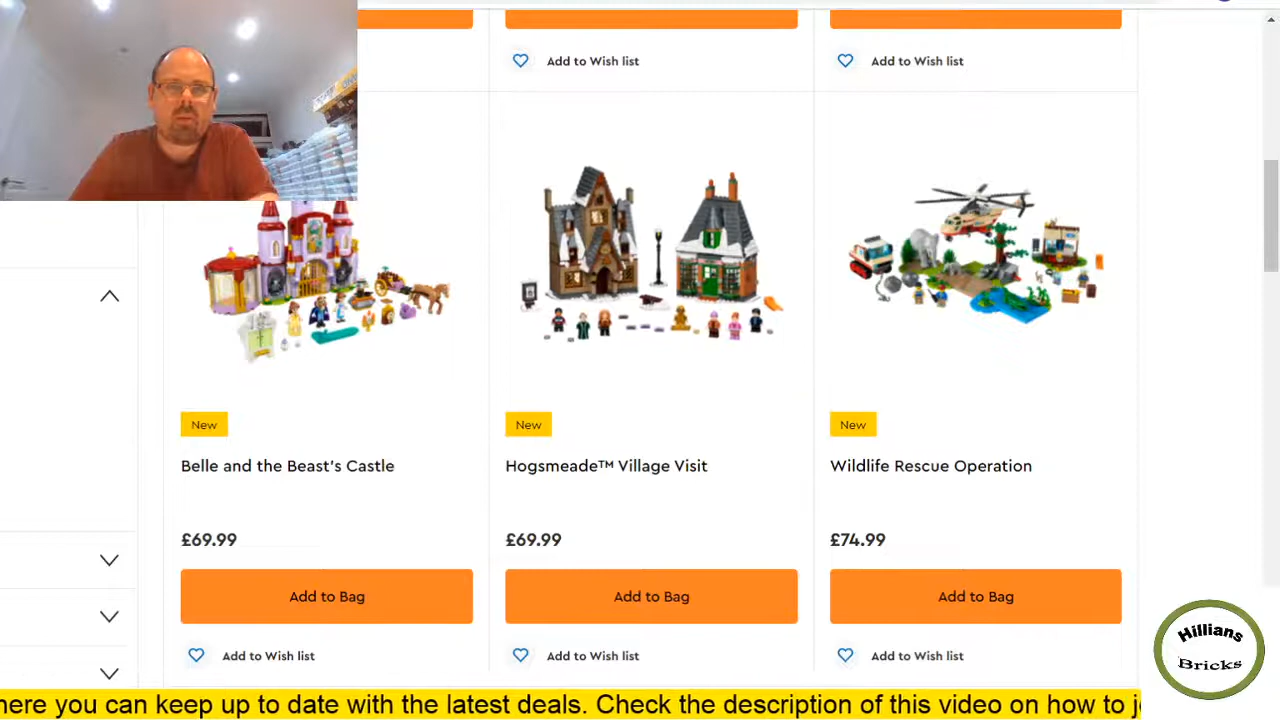 Add to Wish list
Add to Wish list
New
New
New
Belle and the Beast's Castle
Hogsmeade™ Village Visit
Wildlife Rescue Operation
£69.99
£69.99
£74.99
Add to Bag
Add to Bag
Add to Bag
Add to Wish list
Add to Wish list
Add to Wish list
Hillians
Bricks
here you can keep up to date with the latest deals. Check the description of this video on how to j